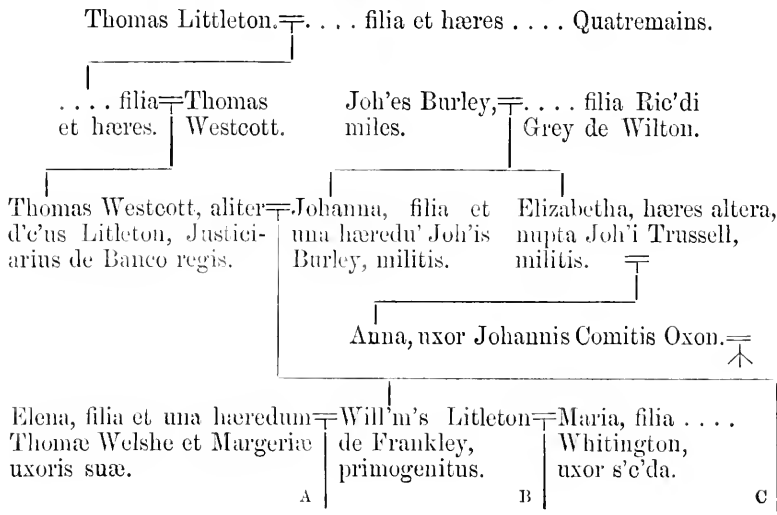 Thomas Littleton. . . . . filia et hæres . . . . Quatremains.
. . . . filia Thomas
et hæres. Westcott.
Joh'es Burley, . . . . filia Ric'di
miles. Grey de Wilton.
Thomas Westcott, aliter
d'c'us Litleton, Justici-
arius de Banco regis.
Johanna, filia et
una hæredu' Joh'is
Burley, militis.
Elizabetha, hæres altera,
nupta Joh'i Trussell,
militis.
Anna, uxor Johannis Comitis Oxon.
Elena, filia et una hæredum
Thomæ Welshe et Margeriæ
uxoris suæ.
Will'm's Litleton
de Frankley,
primogenitus.
Maria, filia . . . .
Whitington,
uxor s'c'da.
A B C